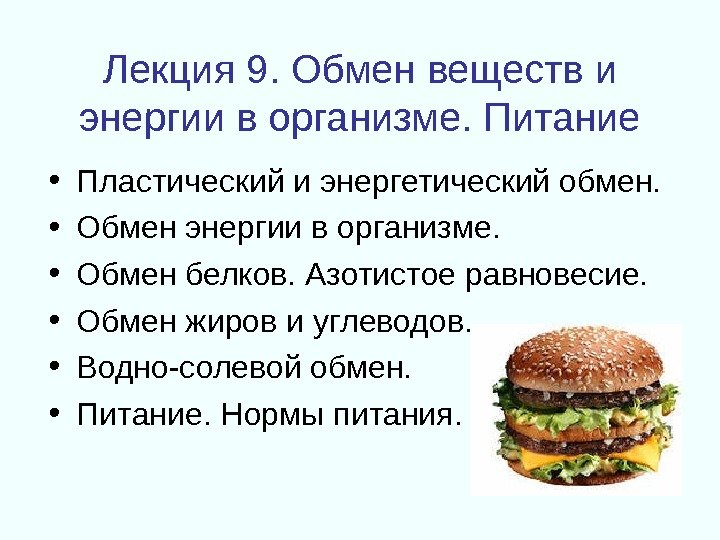 Лекция 9. Обмен веществ и
энергии в организме. Питание
• Пластический и энергетический обмен.
• Обмен энергии в организме.
• Обмен белков. Азотистое равновесие.
• Обмен жиров и углеводов.
• Водно-солевой обмен.
• Питание. Нормы питания.